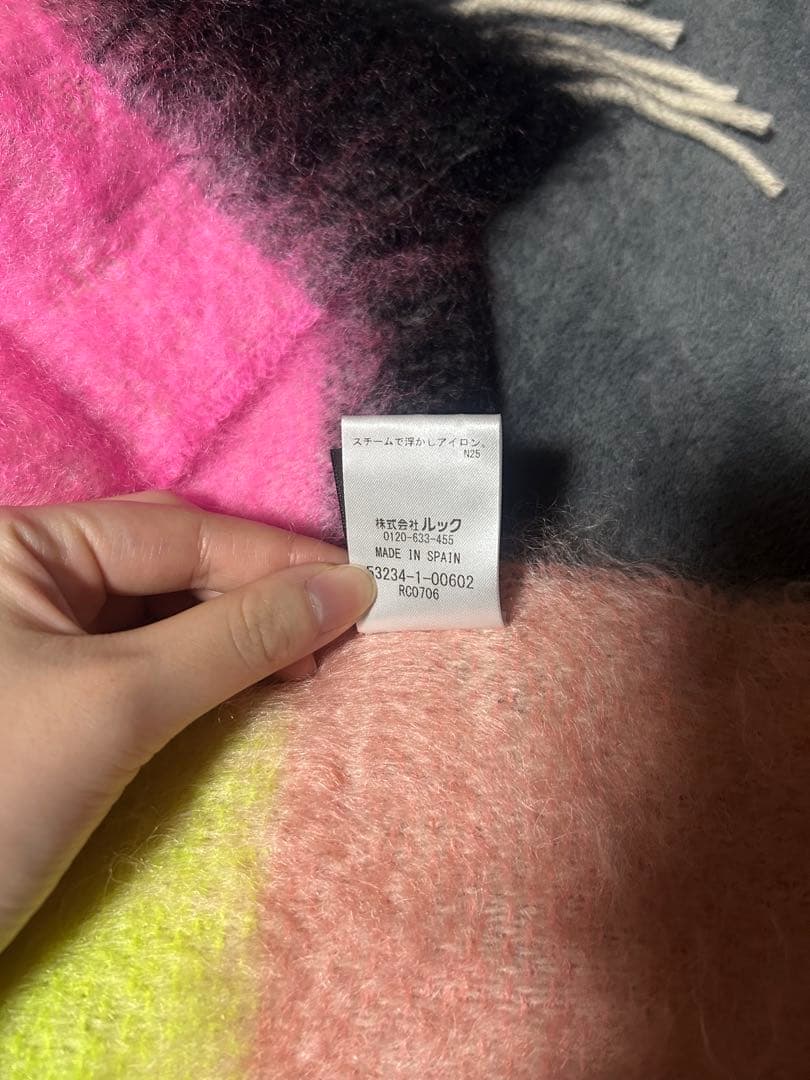 スチームで浮かしアイロン。
N25
株式会社ルック
0120-633-455
MADE IN SPAIN
53234-1-00602
RC0706